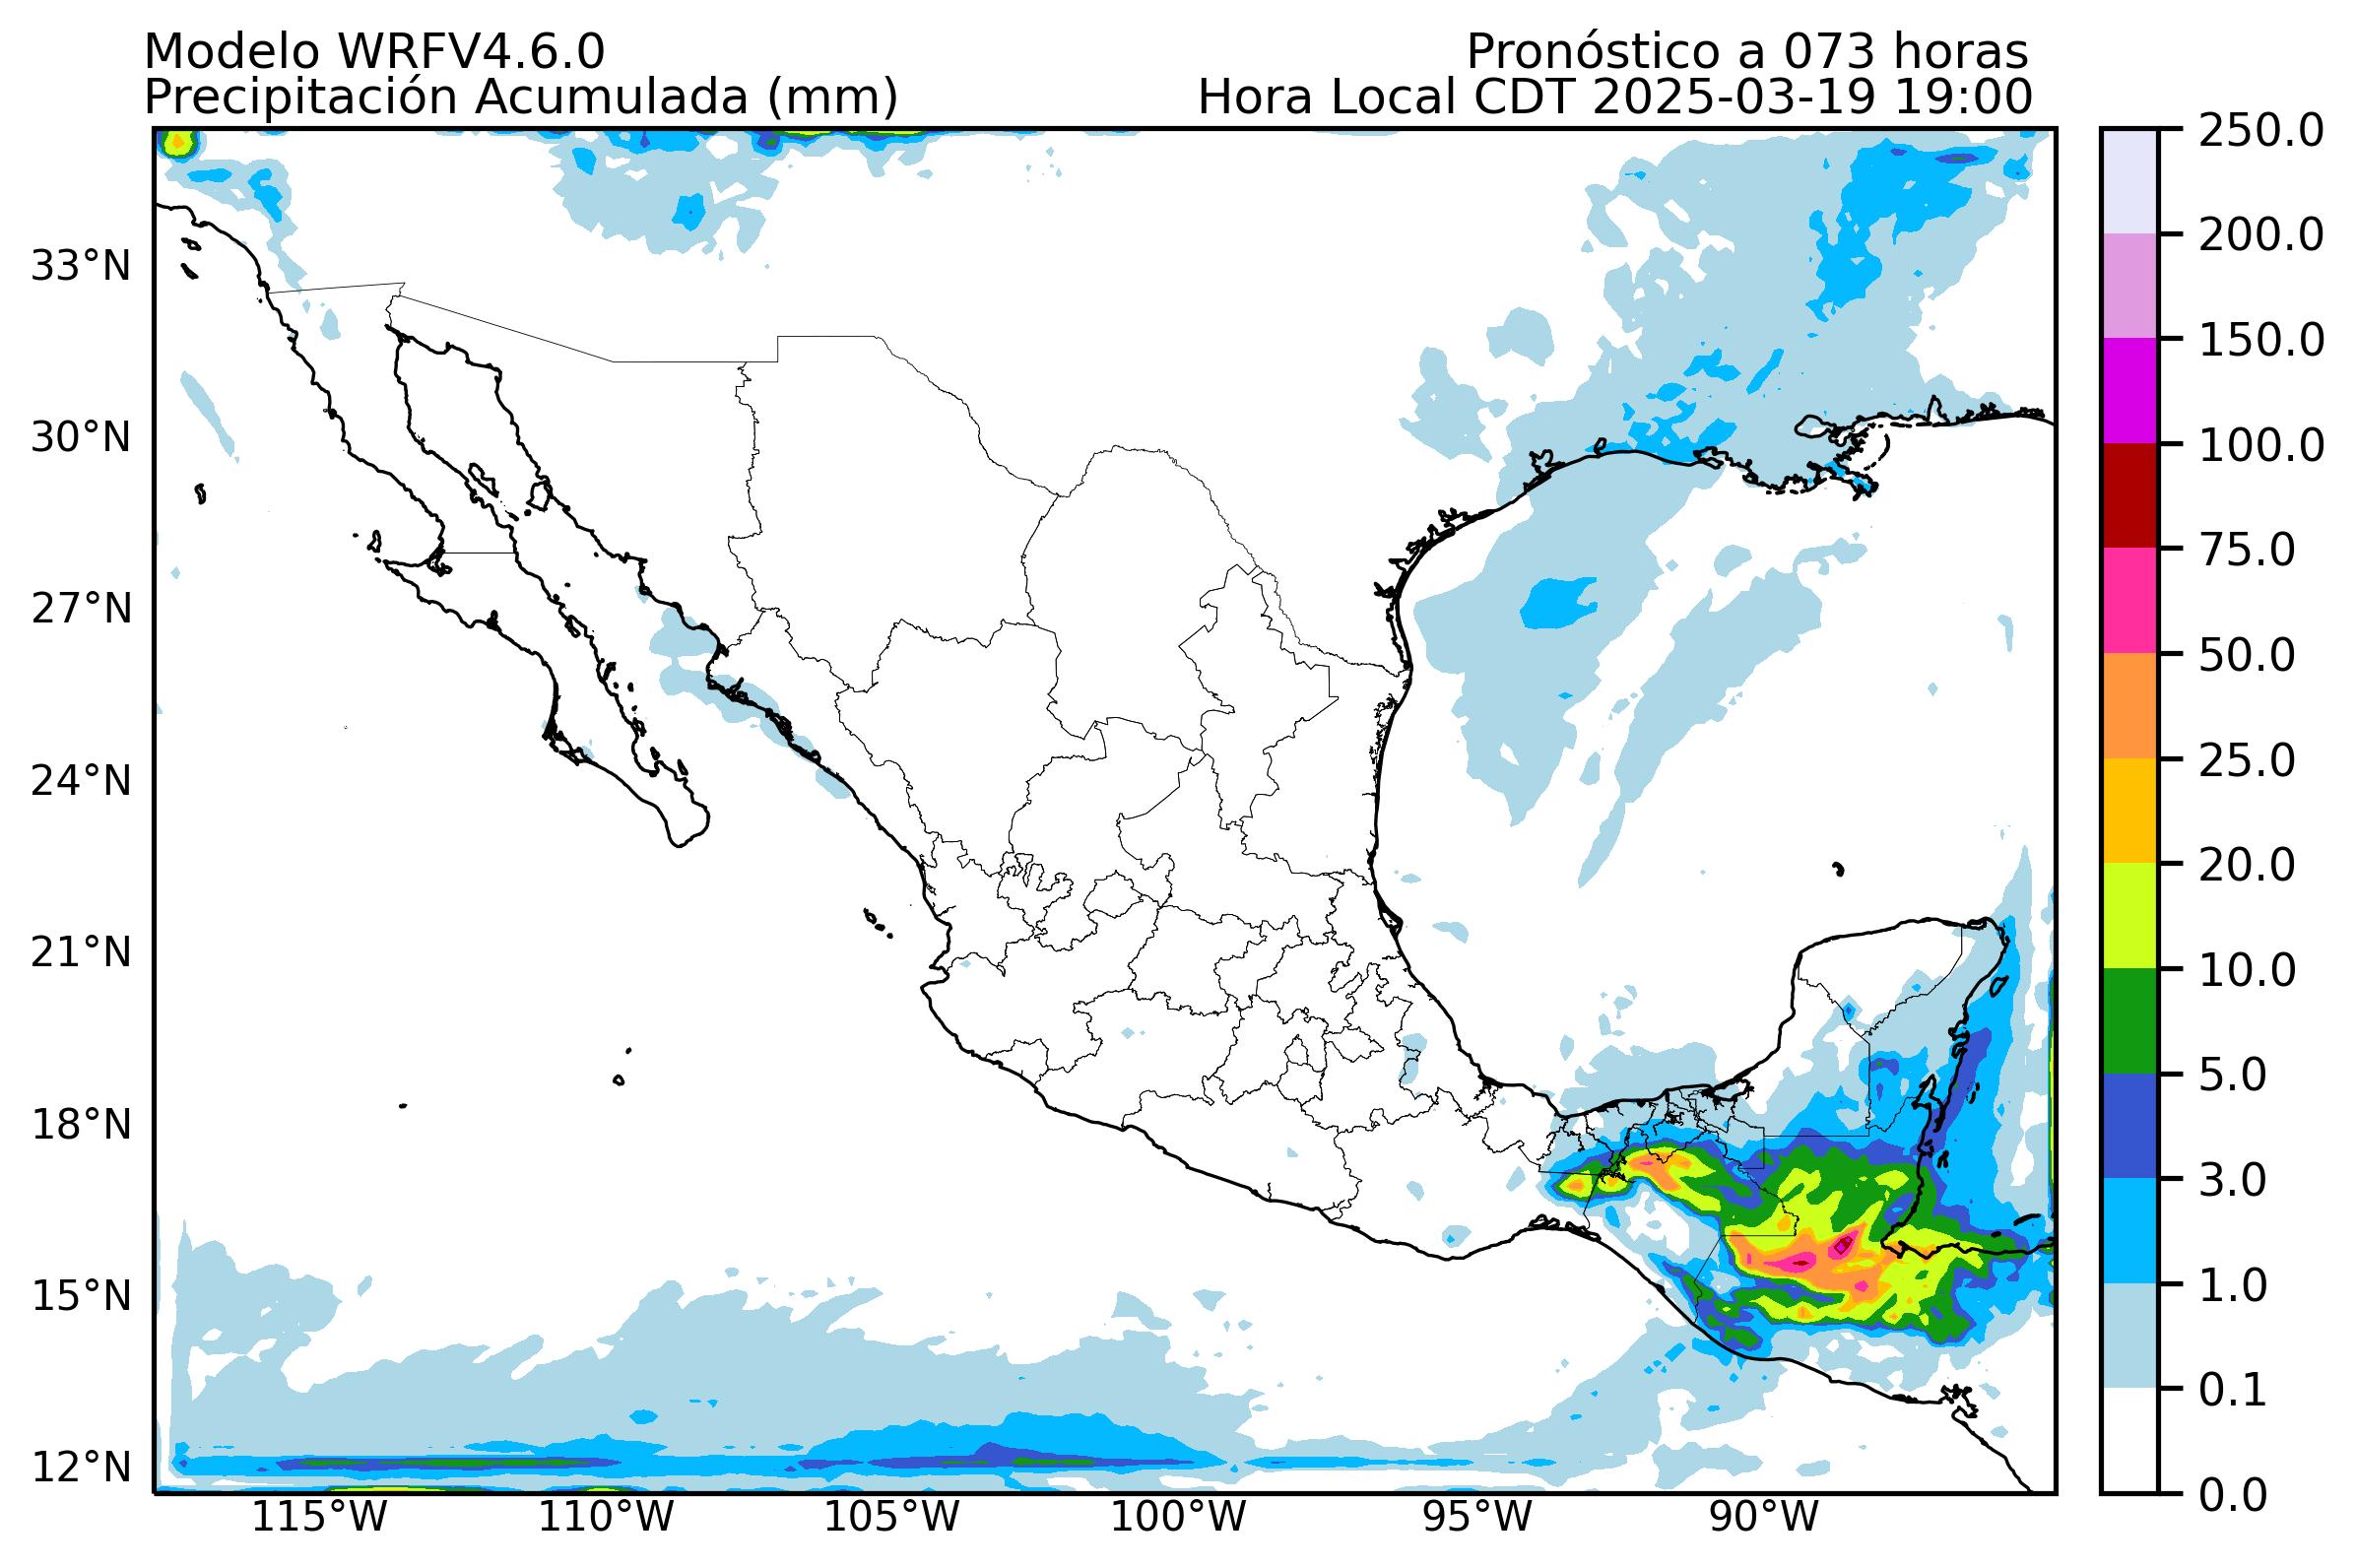 Modelo WRFV4.6.0
Pronóstico a 073 horas
Precipitación Acumulada (mm)
Hora Local CDT 2025-03-19 19:00
33°N
30°N
27°N
24°N
21°N
18°N
15°N
12°N
115°W
110°W
105°W
100°W
95°W
90°W
250.0
200.0
150.0
100.0
75.0
50.0
25.0
20.0
10.0
5.0
3.0
1.0
0.1
0.0